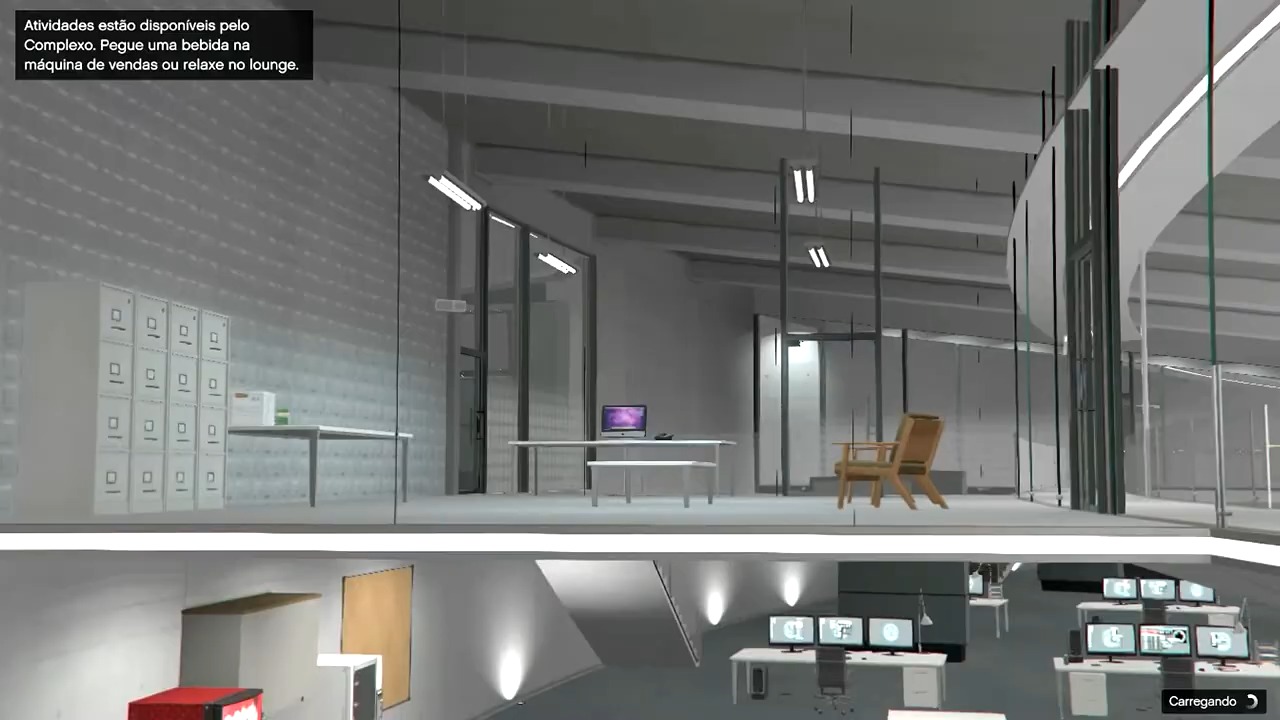 Atividades estão disponíveis pelo
Complexo. Pegue uma bebida na
máquina de vendas ou relaxe no lounge.
Carregando